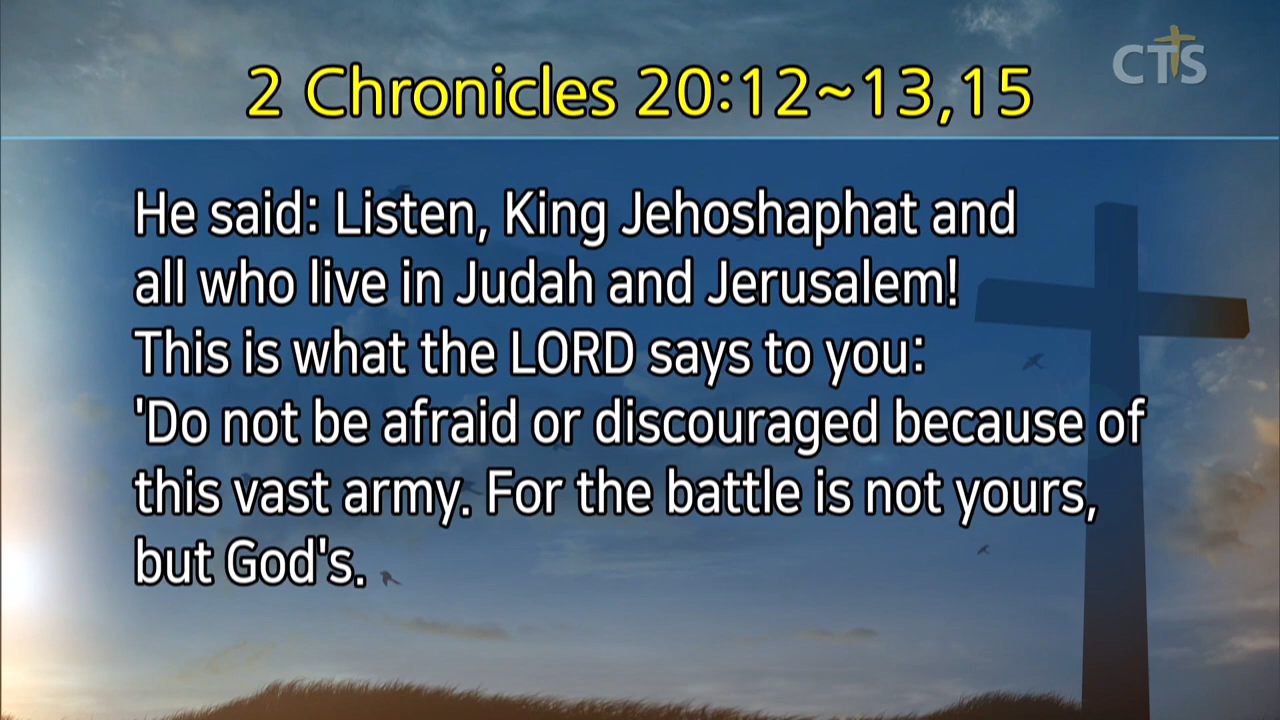 CTS
2 Chronicles 20:12~13,15
He said: Listen, King Jehoshaphat and
all who live in Judah and Jerusalem!
This is what the LORD says to you:
'Do not be afraid or discouraged because of
this vast army. For the battle is not yours,
but God's.